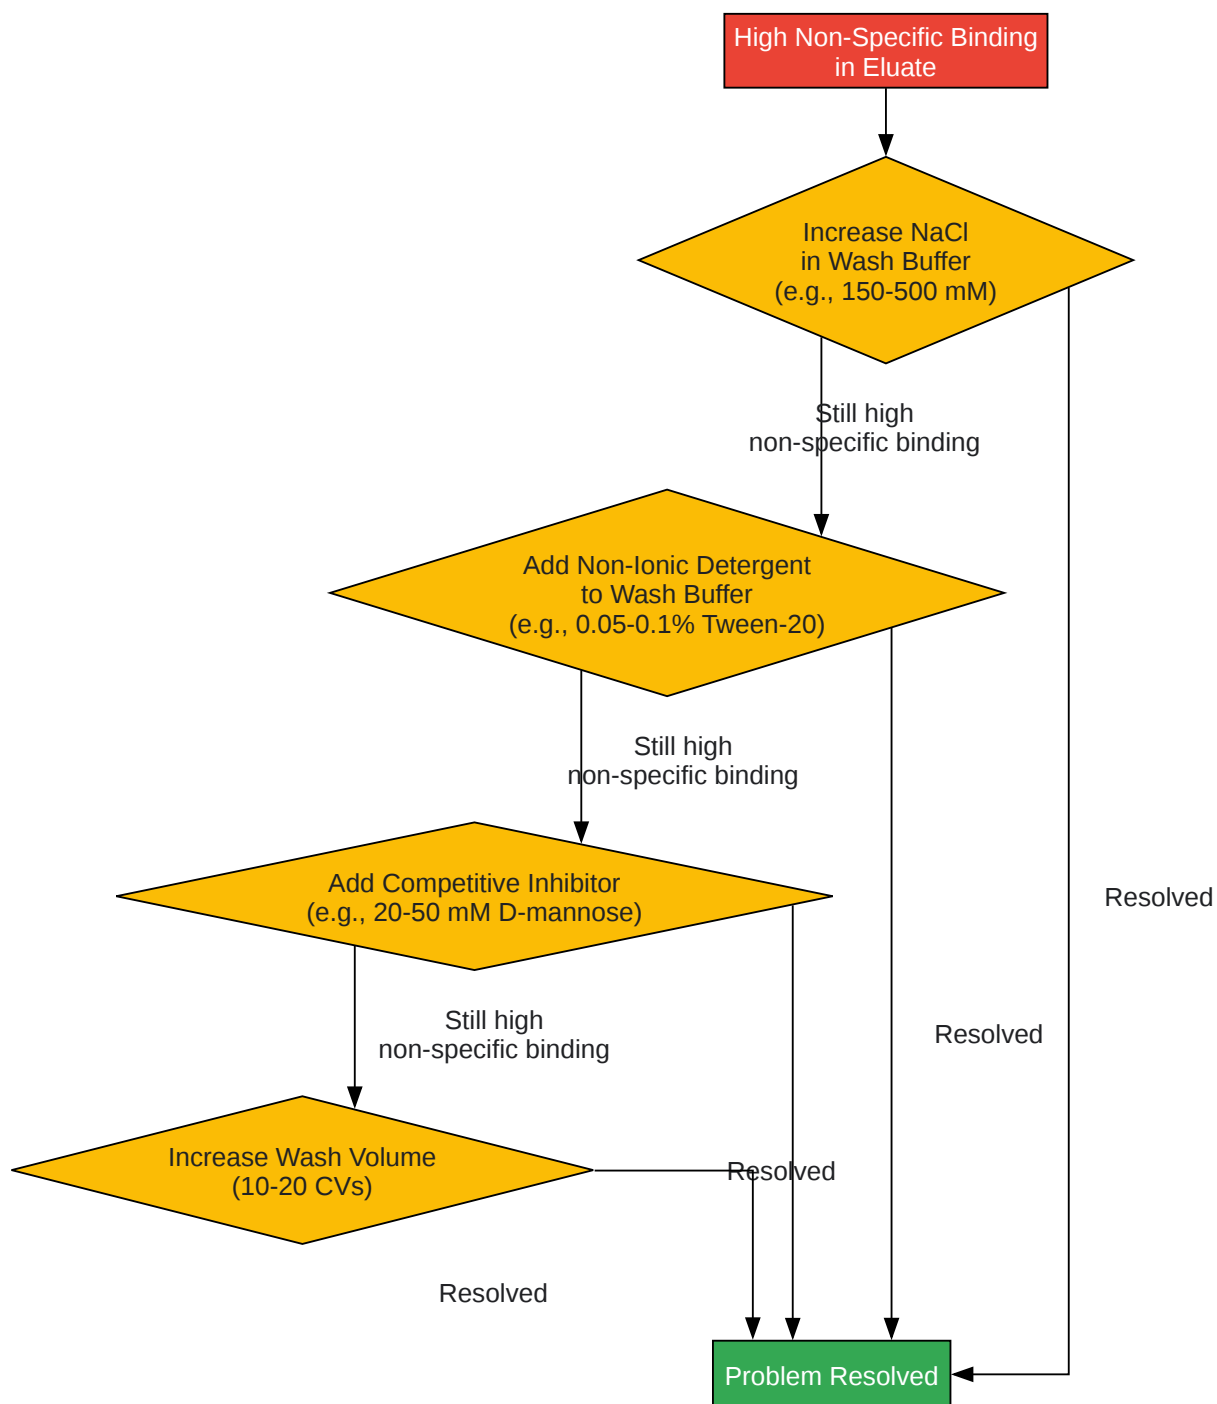 High Non-Specific Binding
in Eluate
Increase NaCl
in Wash Buffer
(e.g., 150-500 mM)
Still high
non-specific binding
Add Non-Ionic Detergent
to Wash Buffer
(e.g., 0.05-0.1% Tween-20)
Still high
non-specific binding
Add Competitive Inhibitor
(e.g., 20-50 mM D-mannose)
Resolved
Still high
non-specific binding
Resolved
Increase Wash Volume
(10-20 CVs)
Resolved
Resolved
Problem Resolved